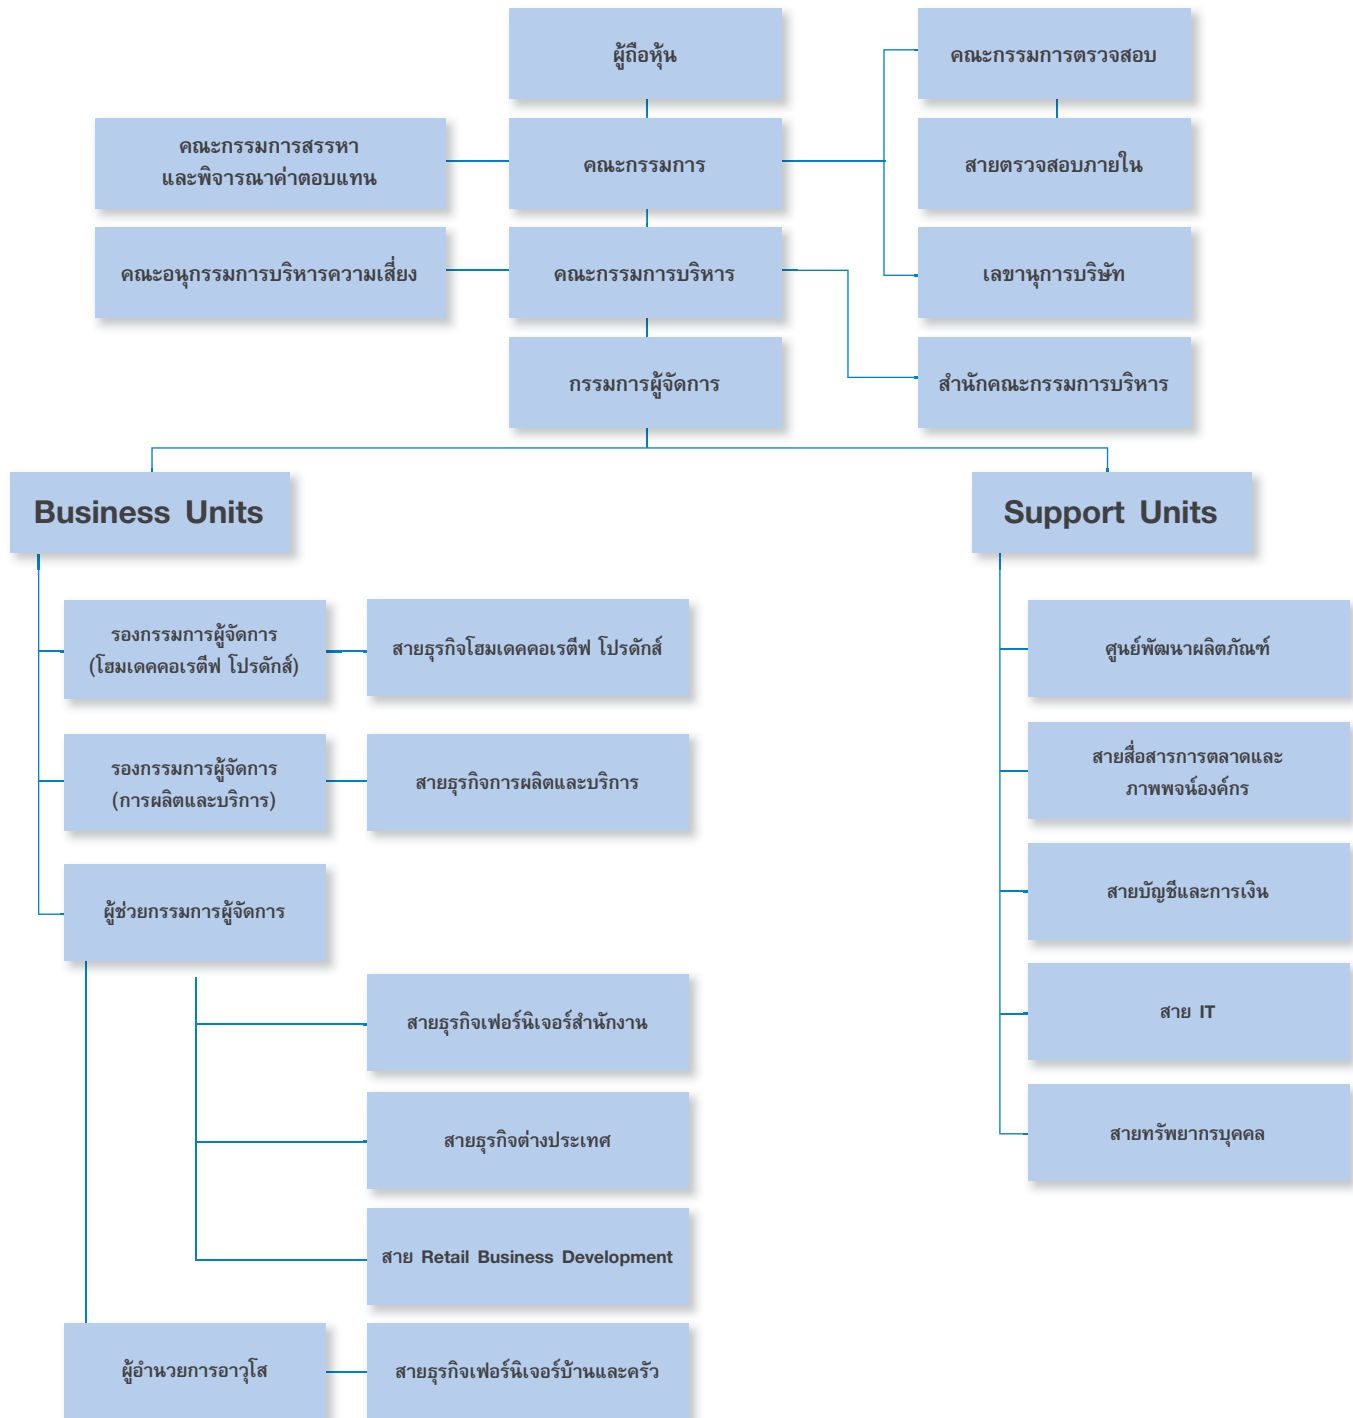 ผู้ถือหุ้น
คณะกรรมการตรวจสอบ
คณะกรรมการสรรหา
และพิจารณาค่าตอบแทน
คณะกรรมการ
สายตรวจสอบภายใน
คณะอนุกรรมการบริหารความเสี่ยง
คณะกรรมการบริหาร
เลขานุการบริษัท
กรรมการผู้จัดการ
สำนักคณะกรรมการบริหาร
Business Units
Support Units
รองกรรมการผู้จัดการ
(โฮมเดคคอเรตีฟ โปรดักส์)
สายธุรกิจโฮมเดคคอเรตีฟ โปรดักส์
ศูนย์พัฒนาผลิตภัณฑ์
รองกรรมการผู้จัดการ
(การผลิตและบริการ)
สายธุรกิจการผลิตและบริการ
สายสื่อสารการตลาดและ
ภาพพจน์องค์กร
ผู้ช่วยกรรมการผู้จัดการ
สายบัญชีและการเงิน
สายธุรกิจเฟอร์นิเจอร์สำนักงาน
สาย IT
สายธุรกิจต่างประเทศ
สายทรัพยากรบุคคล
สาย Retail Business Development
ผู้อำนวยการอาวุโส
สายธุรกิจเฟอร์นิเจอร์บ้านและครัว